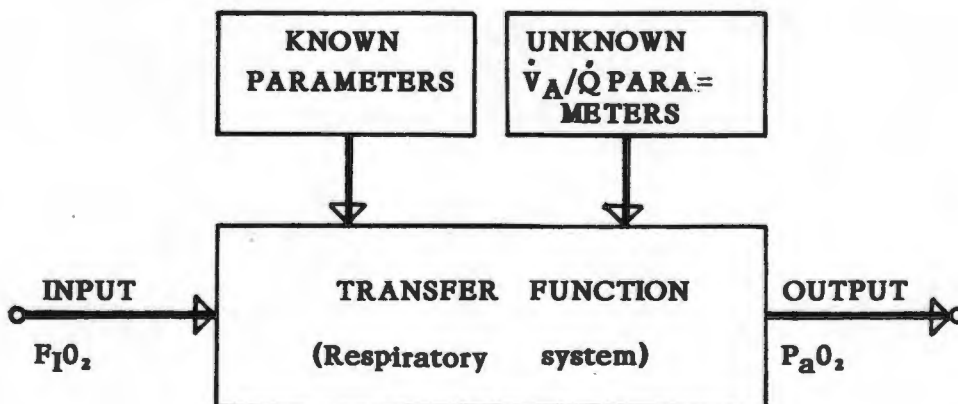 KNOWN
PARAMETERS
UNKNOWN
V̇A/Q̇ PARA=
METERS
INPUT
FIO₂
TRANSFER FUNCTION
(Respiratory system)
OUTPUT
PaO₂